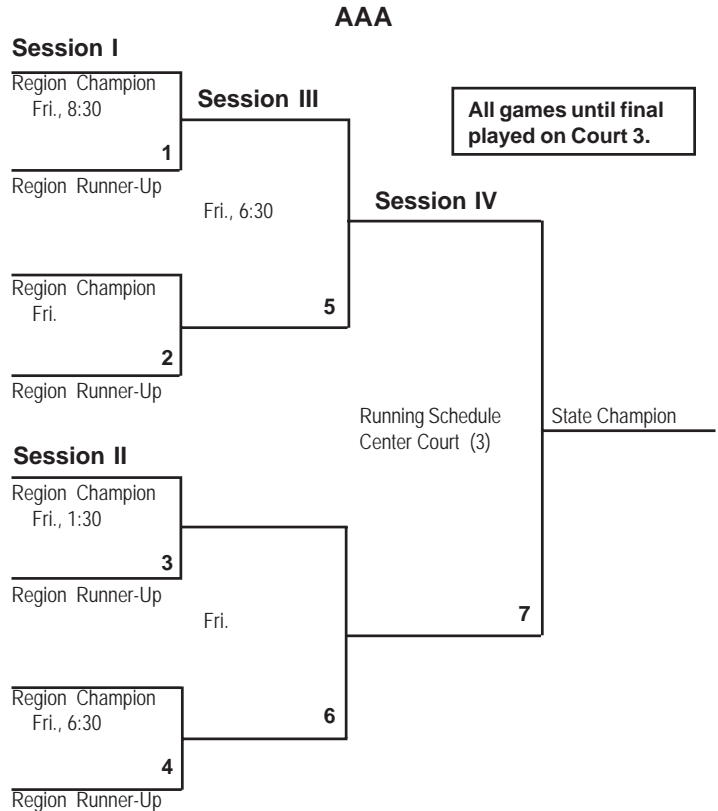 AAA
Session I
Region Champion
Fri., 8:30
1
Region Runner-Up
Session III
All games until final
played on Court 3.
Fri., 6:30
Session IV
Region Champion
Fri.
2
Region Runner-Up
5
Running Schedule
Center Court (3)
State Champion
Session II
Region Champion
Fri., 1:30
3
Region Runner-Up
Fri.
7
Region Champion
Fri., 6:30
4
Region Runner-Up
6